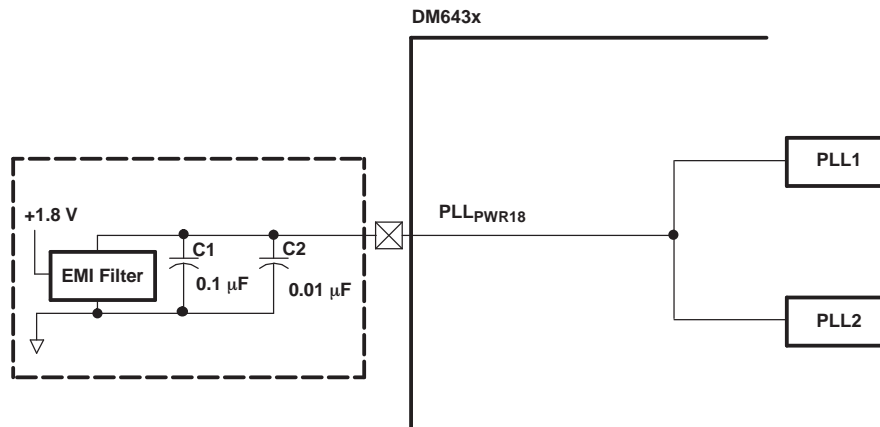 DM643x
PLL1
+1.8 V
PLLPWR18
C1
C2
EMI Filter
0.1 μF
0.01 μF
PLL2